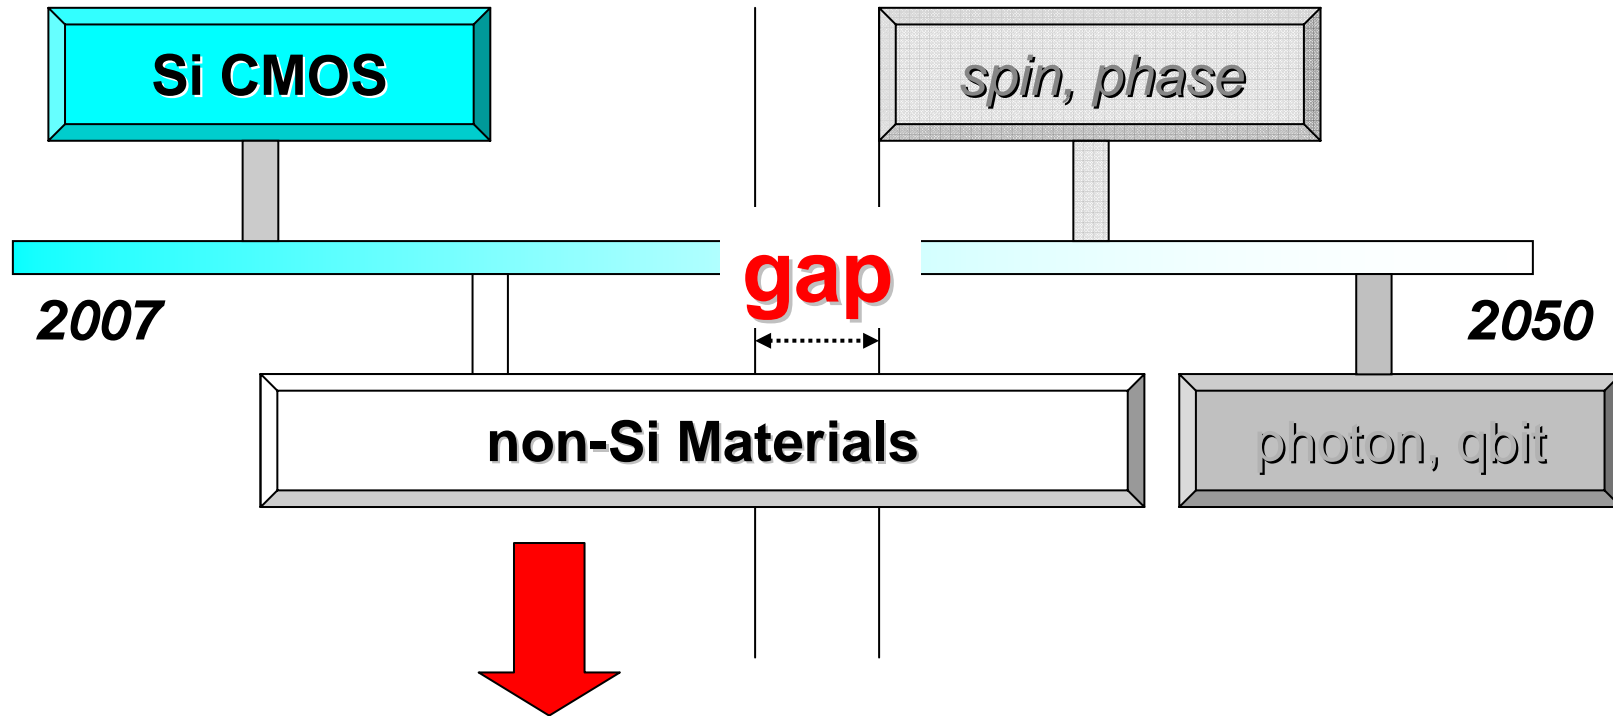 Si CMOS
spin, phase
gap
2007
2050
non-Si Materials
photon, qbit